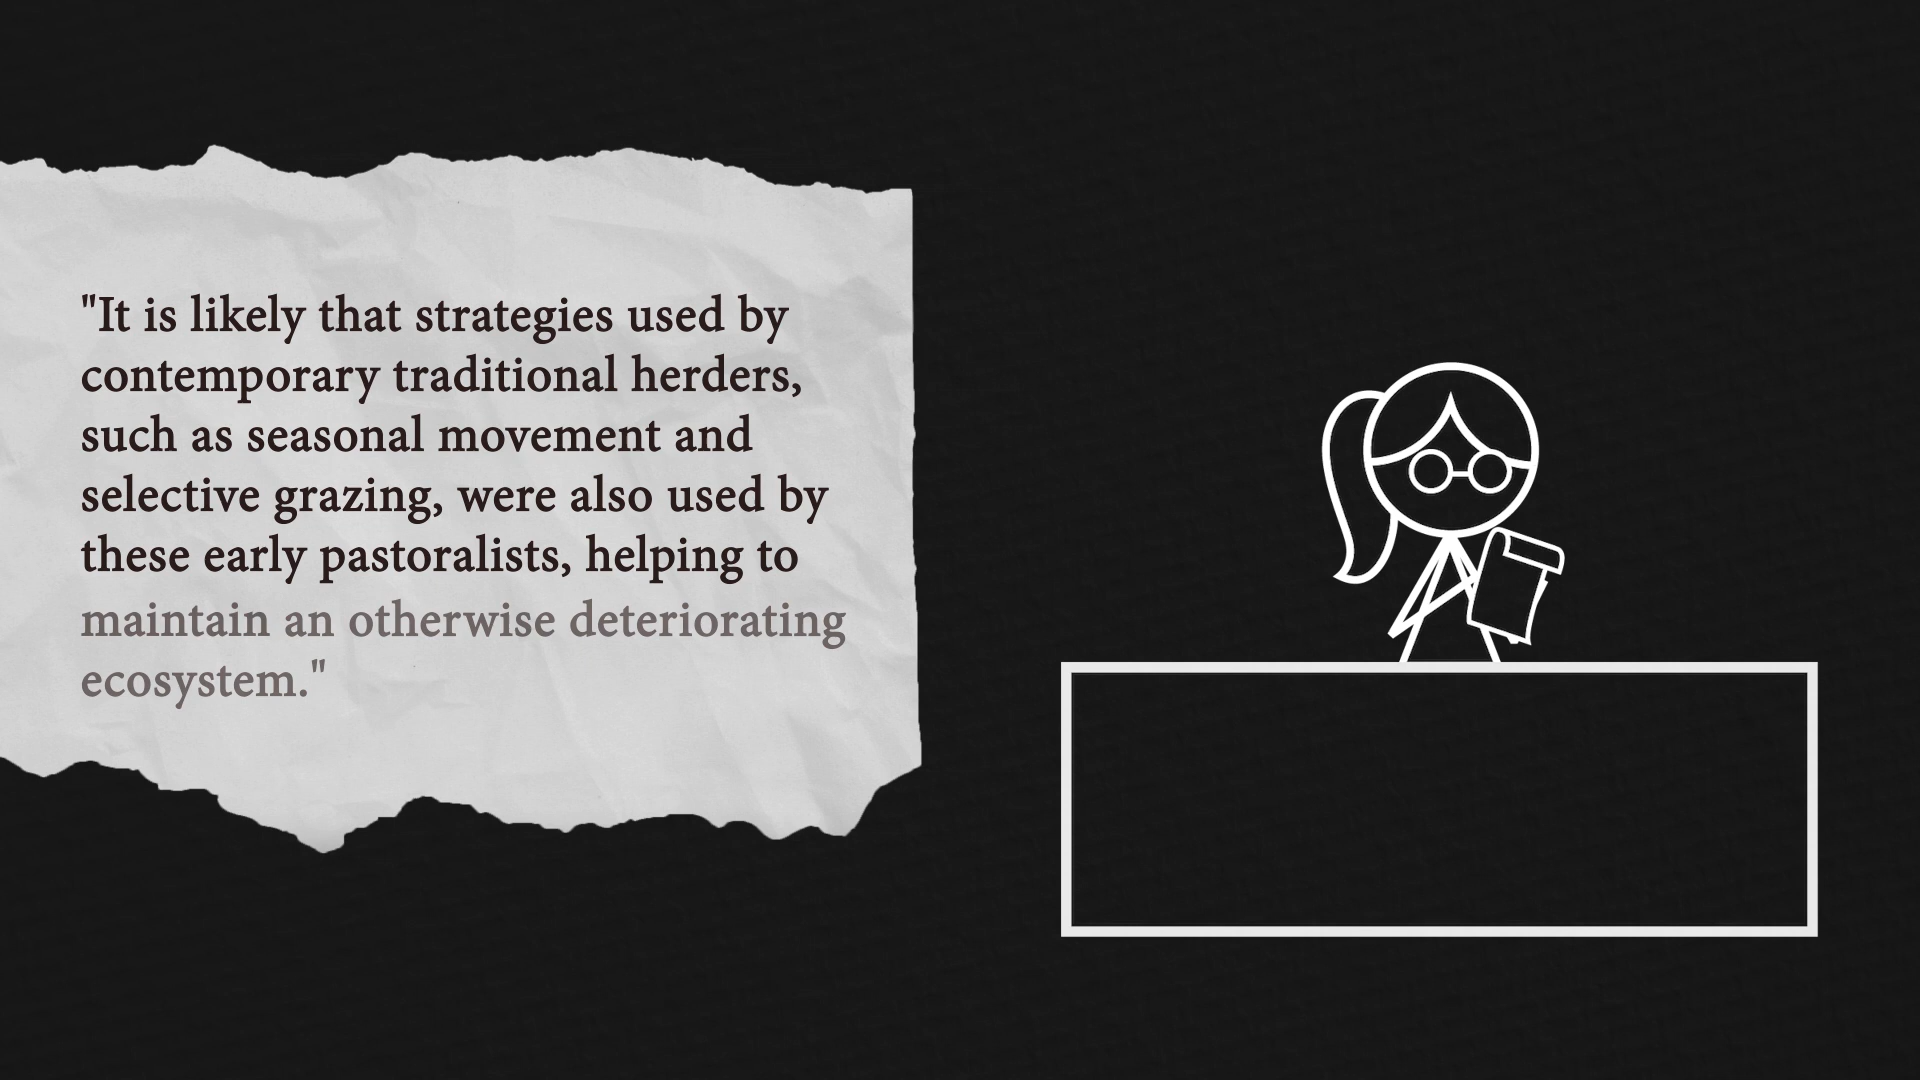 "It is likely that strategies used by
contemporary traditional herders,
such as seasonal movement and
selective grazing, were also used by
these early pastoralists, helping to
maintain an otherwise deteriorating
ecosystem."